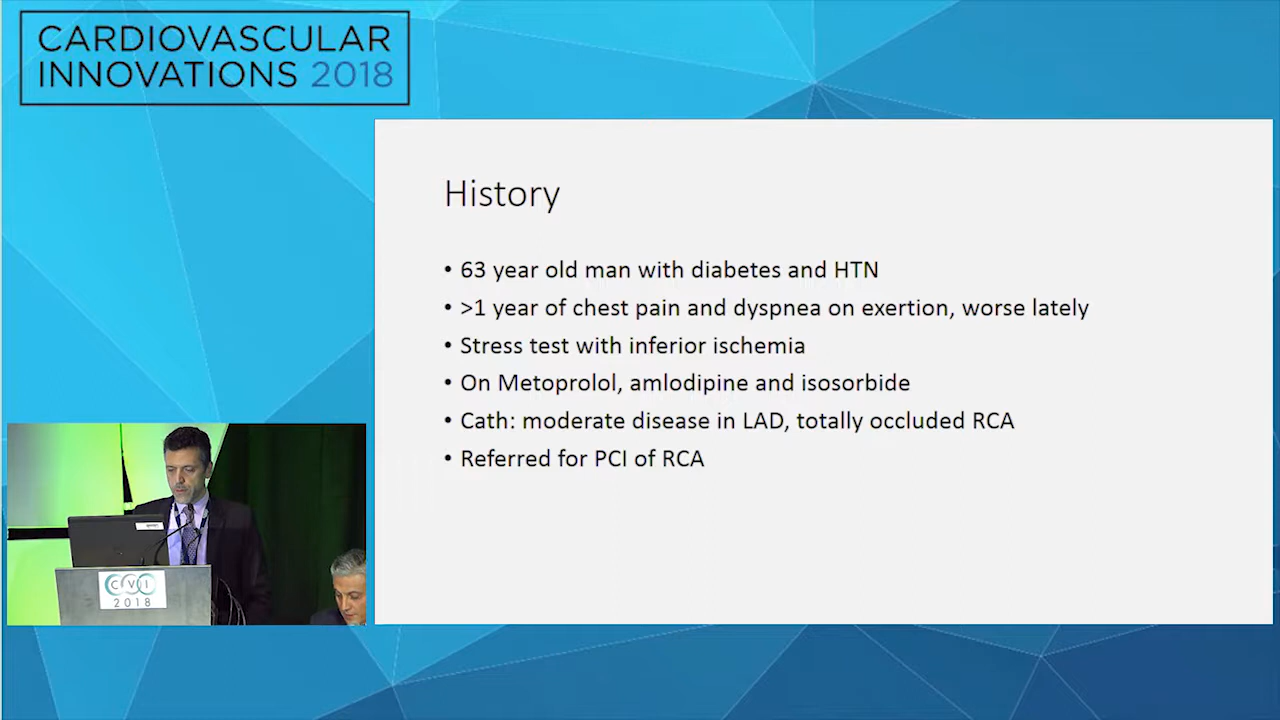 CARDIOVASCULAR
INNOVATIONS 2018
History
• 63 year old man with diabetes and HTN
• >1 year of chest pain and dyspnea on exertion, worse lately
• Stress test with inferior ischemia
• On Metoprolol, amlodipine and isosorbide
• Cath: moderate disease in LAD, totally occluded RCA
• Referred for PCI of RCA
CVI
2018